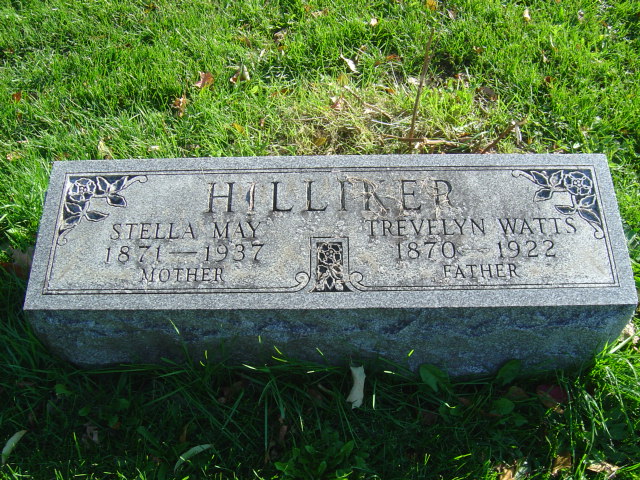 HILLIKER
STELLA MAY
1871—1937
MOTHER
TREVELYN WATTS
1870—1922
FATHER